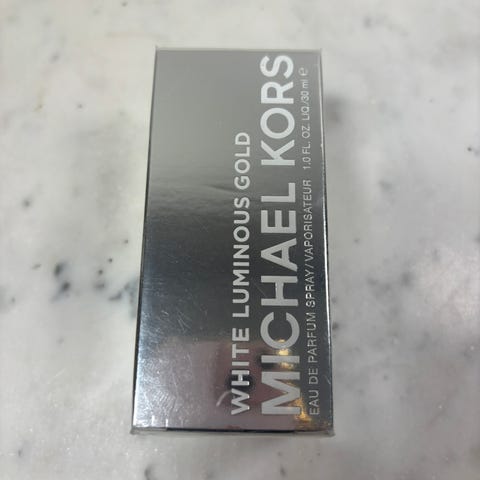 WHITE LUMINOUS GOLD
MICHAEL KORS
EAU DE PARFUM SPRAY/VAPORISATEUR 1.0 FL. OZ. LIQ./30 ml ℮